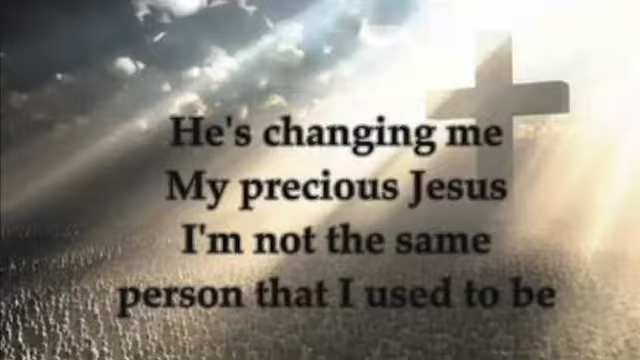 He's changing me
My precious Jesus
I'm not the same
person that I used to be